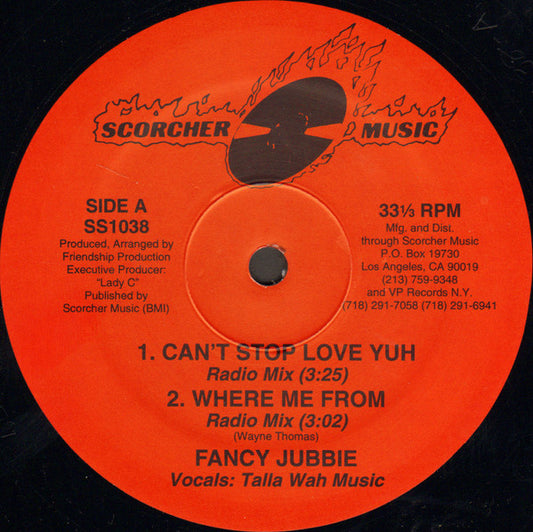 SCORCHER MUSIC
SIDE A
SS1038
Produced, Arranged by
Friendship Production
Executive Producer:
"Lady C"
Published by
Scorcher Music (BMI)
33⅓ RPM
Mfg. and Dist.
through Scorcher Music
P.O. Box 19730
Los Angeles, CA 90019
(213) 759-9348
and VP Records N.Y.
(718) 291-7058 (718) 291-6941
1. CAN'T STOP LOVE YUH
Radio Mix (3:25)
2. WHERE ME FROM
Radio Mix (3:02)
(Wayne Thomas)
FANCY JUBBIE
Vocals: Talla Wah Music